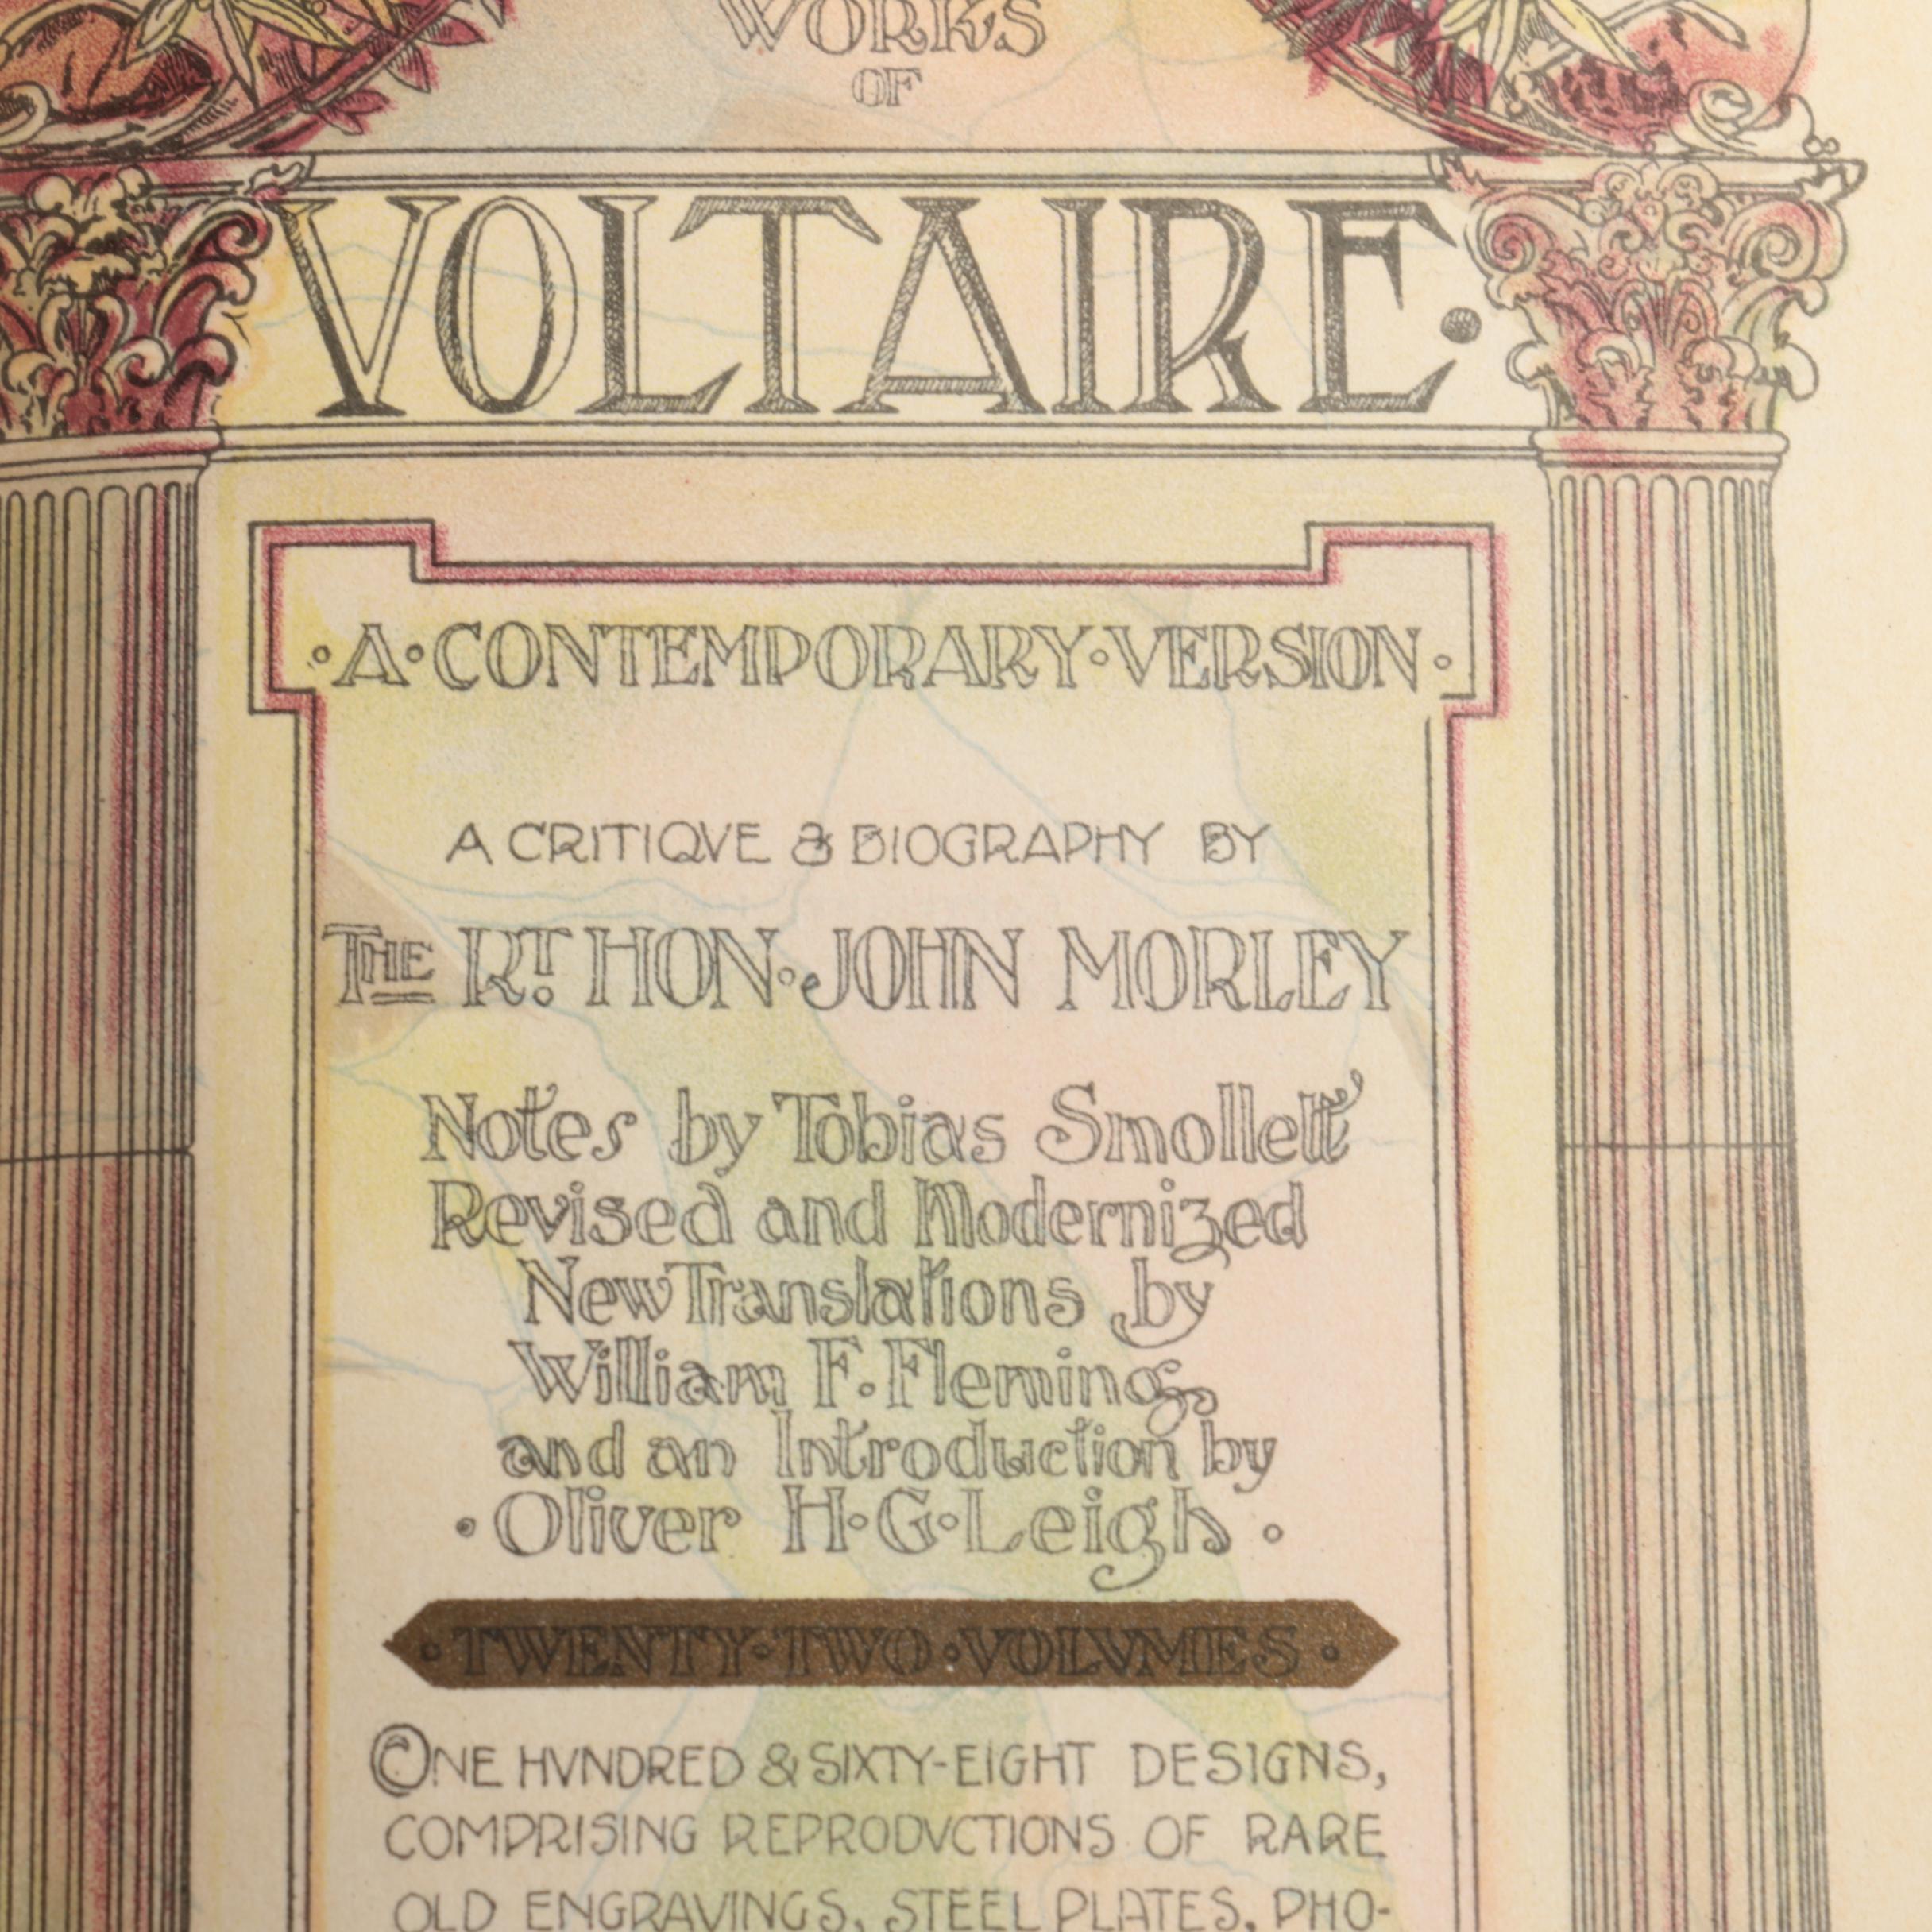 WORKS
OF
VOLTAIRE·
·A·CONTEMPORARY·VERSION·
A CRITIQVE & BIOGRAPHY BY
THE RT. HON·JOHN MORLEY
Notes by Tobias Smollett
Revised and Modernized
New Translations by
William F. Fleming,
and an Introduction by
·Oliver H·G·Leigh·
·TWENTY·TWO·VOLVMES·
ONE HVNDRED & SIXTY-EIGHT DESIGNS,
COMPRISING REPRODVCTIONS OF RARE
OLD ENGRAVINGS, STEEL PLATES, PHO-